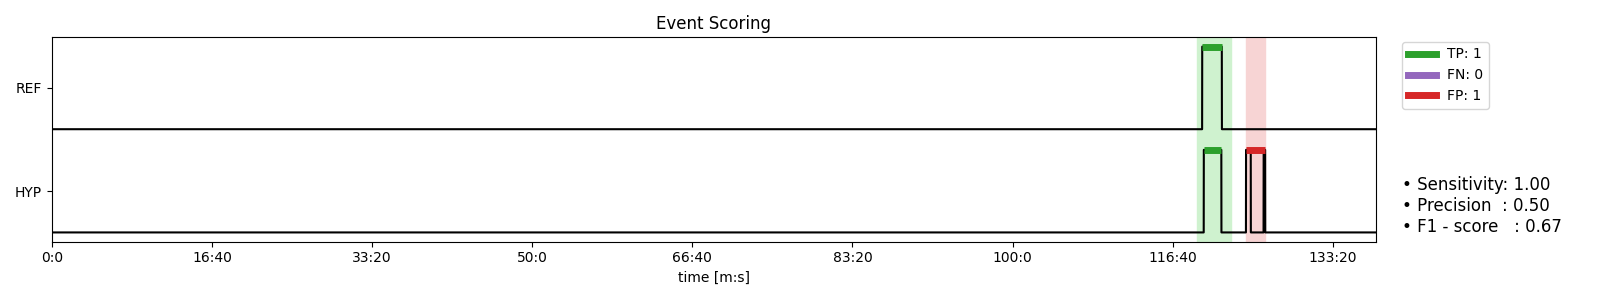 Event Scoring
REF
HYP
0:0
16:40
33:20
50:0
66:40
83:20
100:0
116:40
133:20
time [m:s]
TP: 1
FN: 0
FP: 1
• Sensitivity: 1.00
• Precision : 0.50
• F1 - score : 0.67